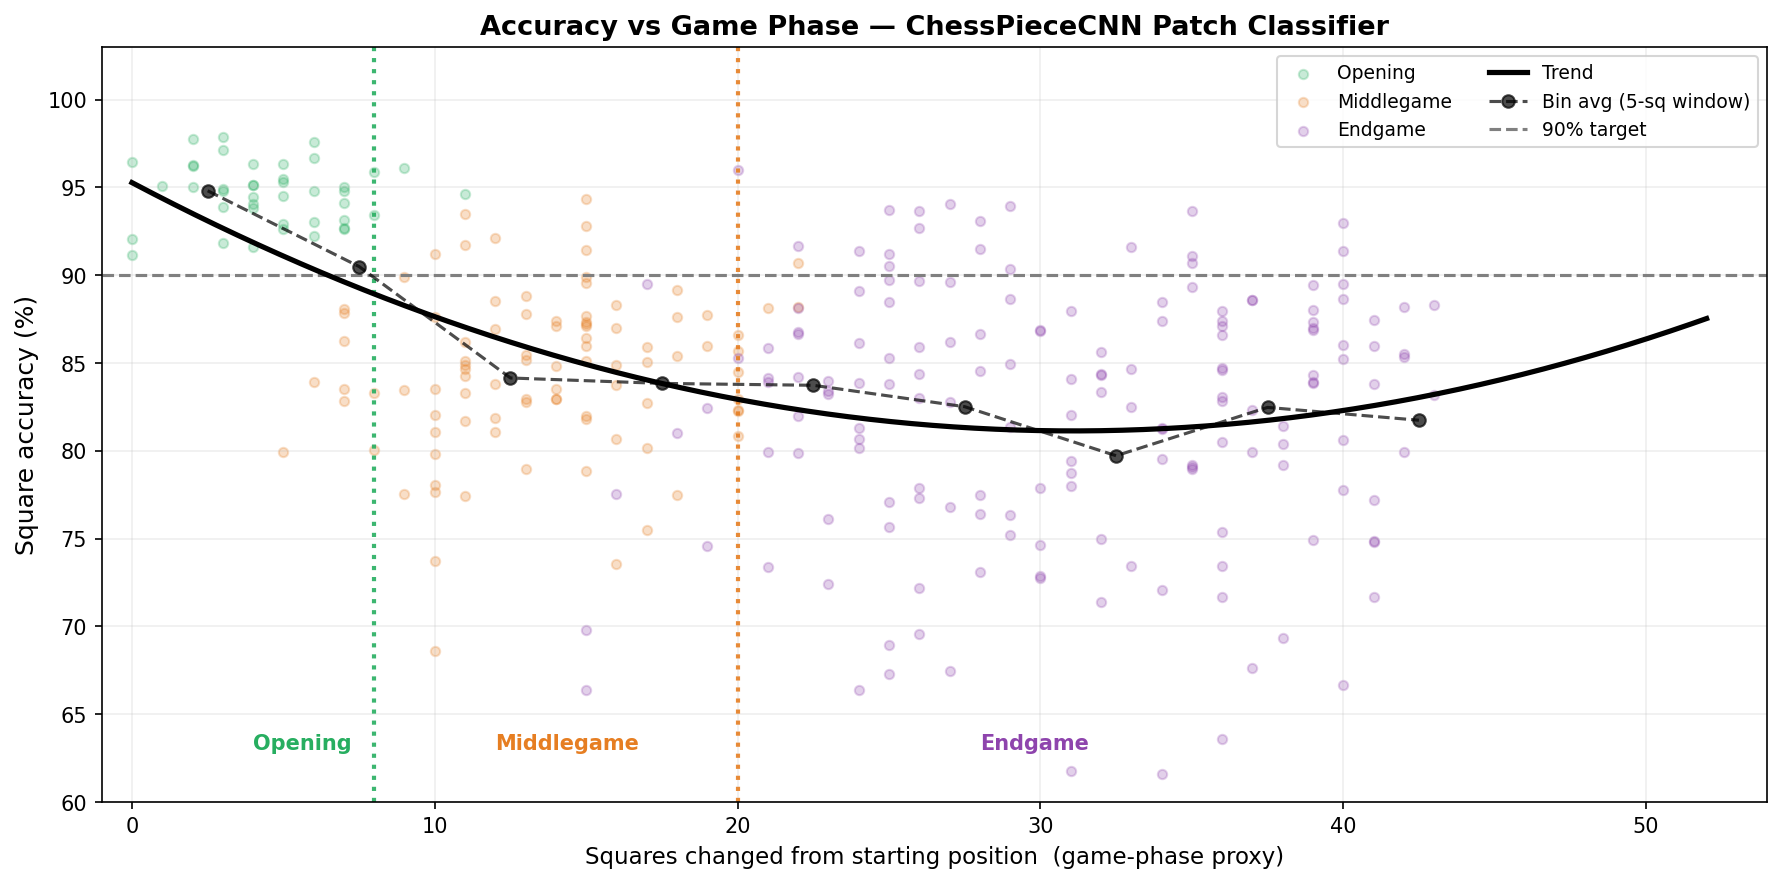 Accuracy vs Game Phase — ChessPieceCNN Patch Classifier
Opening
Middlegame
Endgame
Trend
Bin avg (5-sq window)
90% target
Square accuracy (%)
100
95
90
85
80
75
70
65
60
Opening
Middlegame
Endgame
0
10
20
30
40
50
Squares changed from starting position  (game-phase proxy)